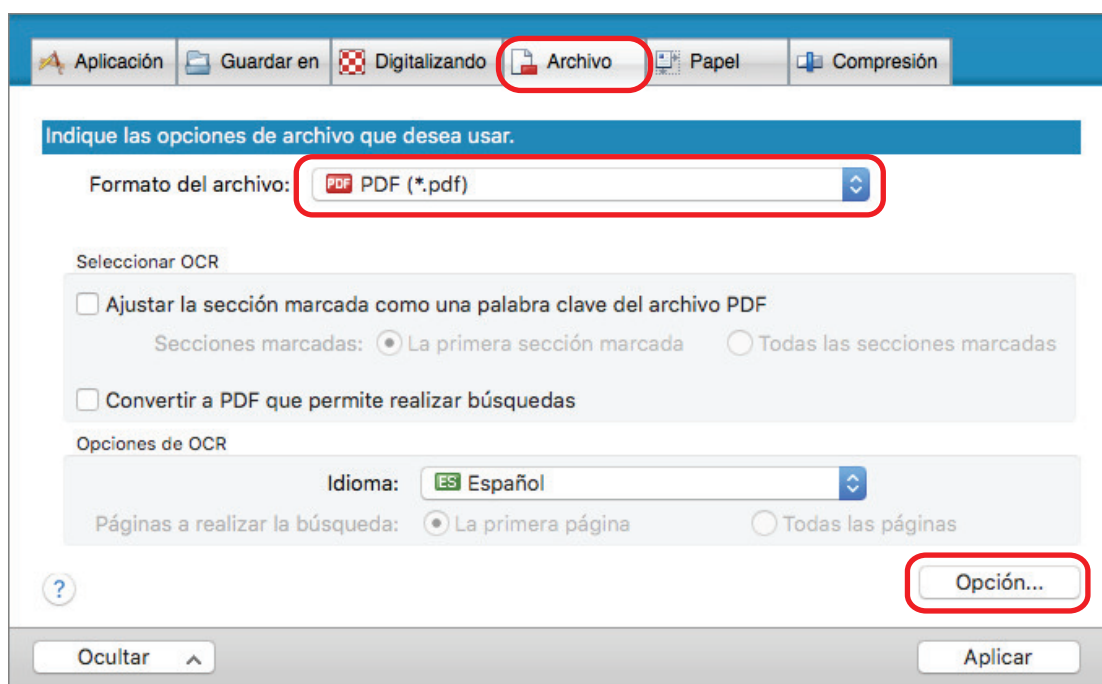 Aplicación Guardar en Digitalizando Archivo Papel Compresión
Indique las opciones de archivo que desea usar.
Formato del archivo: PDF PDF (*.pdf)
Seleccionar OCR
Ajustar la sección marcada como una palabra clave del archivo PDF
Secciones marcadas: La primera sección marcada Todas las secciones marcadas
Convertir a PDF que permite realizar búsquedas
Opciones de OCR
Idioma: ES Español
Páginas a realizar la búsqueda: La primera página Todas las páginas
? Opción...
Ocultar Aplicar